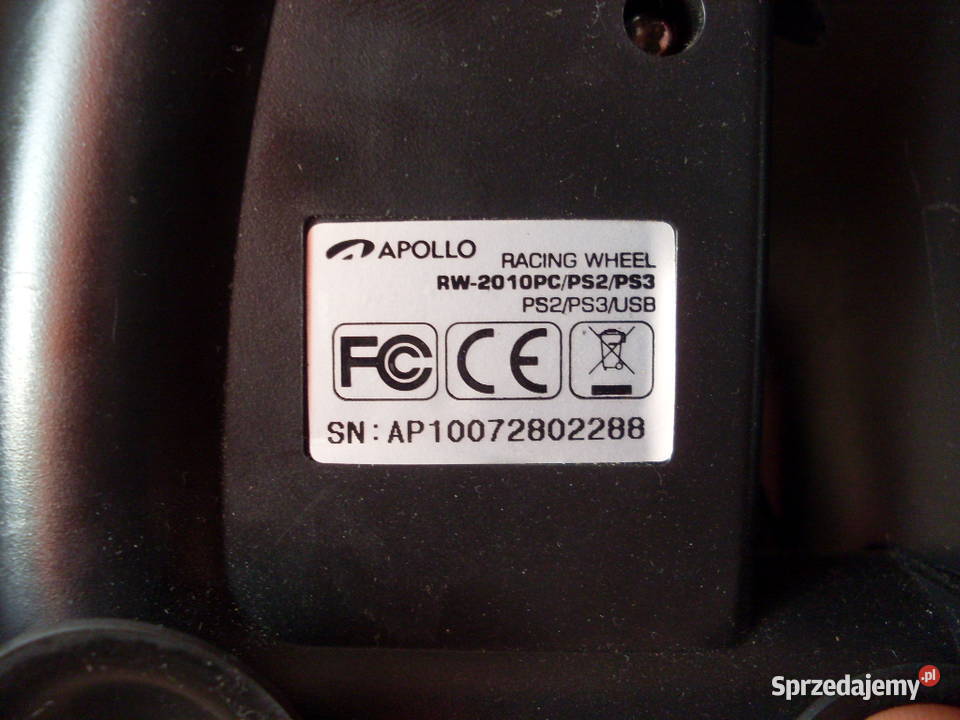 APOLLO
RACING WHEEL
RW-2010PC/PS2/PS3
PS2/PS3/USB
FC CE
SN: AP10072802288
Sprzedajemy.pl